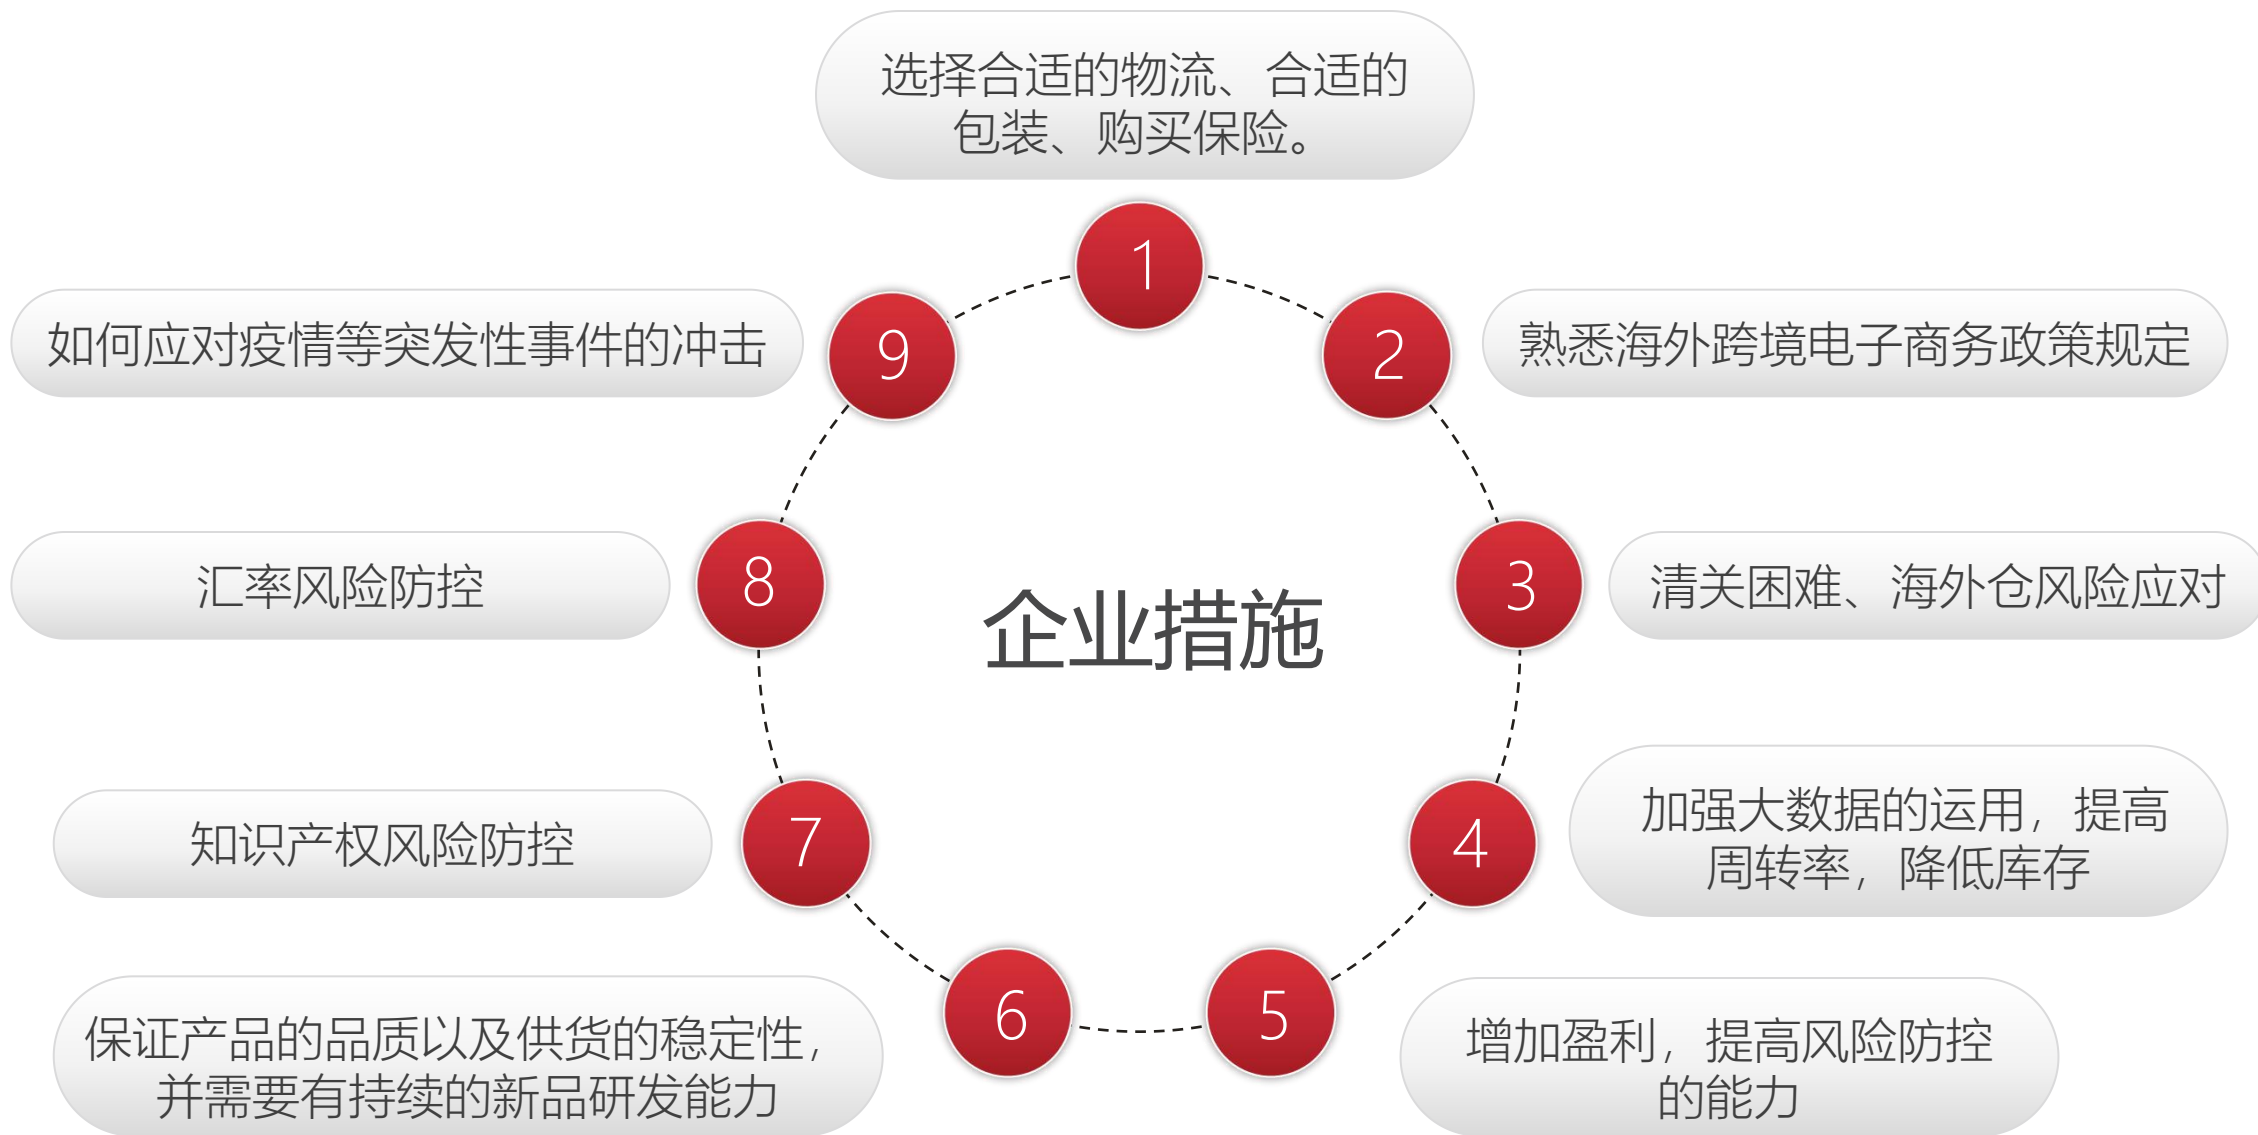 选择合适的物流、合适的
包装、购买保险。
1
如何应对疫情等突发性事件的冲击
9
2
熟悉海外跨境电子商务政策规定
汇率风险防控
8
企业措施
3
清关困难、海外仓风险应对
知识产权风险防控
7
4
加强大数据的运用，提高
周转率，降低库存
保证产品的品质以及供货的稳定性，
并需要有持续的新品研发能力
6
5
增加盈利，提高风险防控
的能力